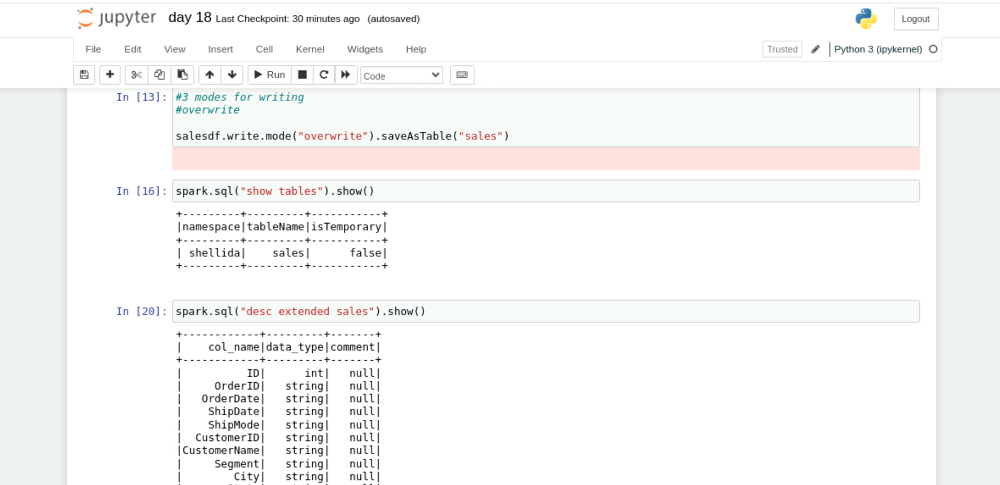 jupyter day 18 Last Checkpoint: 30 minutes ago (autosaved) Logout
File Edit View Insert Cell Kernel Widgets Help Trusted Python 3 (ipykernel)
Run Code
In [13]: #3 modes for writing
#overwrite
salesdf.write.mode("overwrite").saveAsTable("sales")
In [16]: spark.sql("show tables").show()
+---------+---------+-----------+
|namespace|tableName|isTemporary|
+---------+---------+-----------+
| shellida|    sales|      false|
+---------+---------+-----------+
In [20]: spark.sql("desc extended sales").show()
+------------+---------+-------+
|    col_name|data_type|comment|
+------------+---------+-------+
|          ID|      int|   null|
|     OrderID|   string|   null|
|   OrderDate|   string|   null|
|    ShipDate|   string|   null|
|    ShipMode|   string|   null|
|  CustomerID|   string|   null|
|CustomerName|   string|   null|
|     Segment|   string|   null|
|        City|   string|   null|